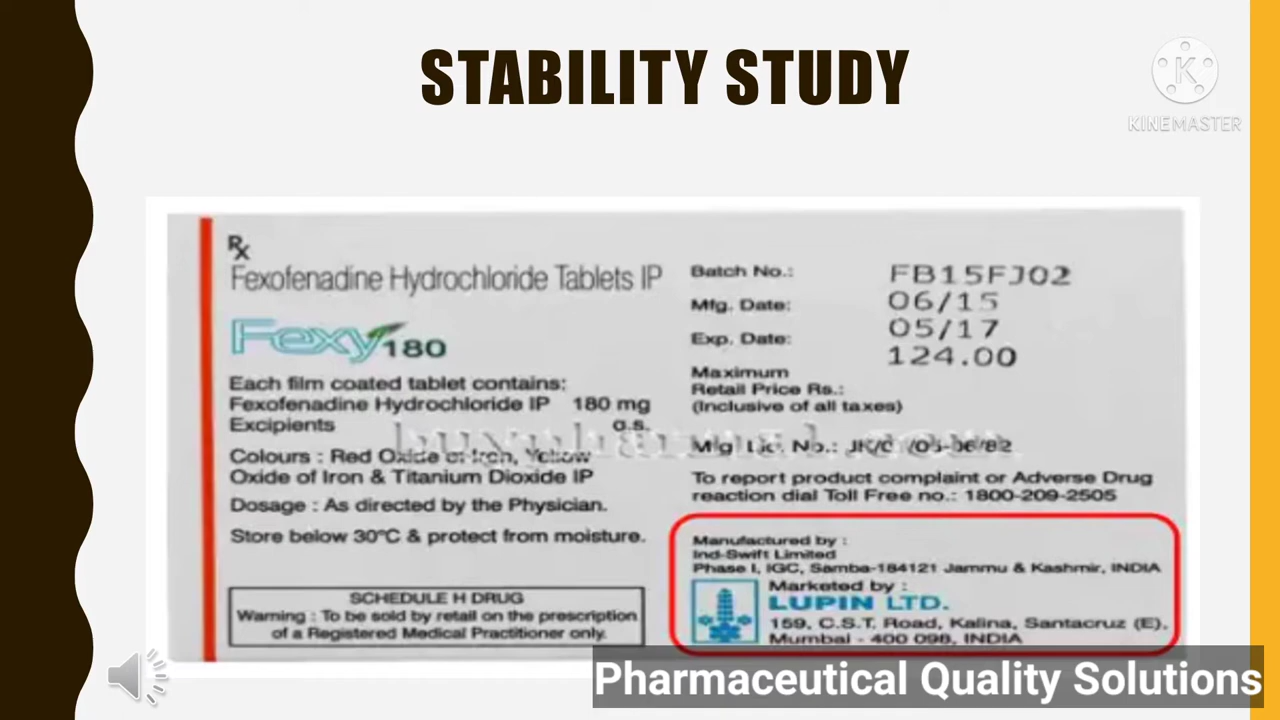 STABILITY STUDY
K
KINEMASTER
Rx
Fexofenadine Hydrochloride Tablets IP
Fexy 180
Each film coated tablet contains:
Fexofenadine Hydrochloride IP 180 mg
Excipients q.s.
Colours : Red Oxide of Iron, Yellow
Oxide of Iron & Titanium Dioxide IP
Dosage : As directed by the Physician.
Store below 30°C & protect from moisture.
SCHEDULE H DRUG
Warning : To be sold by retail on the prescription
of a Registered Medical Practitioner only.
Batch No.: FB15FJ02
Mfg. Date: 06/15
Exp. Date: 05/17
Maximum 124.00
Retail Price Rs.:
(Inclusive of all taxes)
Mfg. Lic. No.:
To report product complaint or Adverse Drug
reaction dial Toll Free no.: 1800-209-2505
Manufactured by :
Ind-Swift Limited
Phase I, IGC, Samba-184121 Jammu & Kashmir, INDIA
Marketed by :
LUPIN LTD.
159, C.S.T. Road, Kalina, Santacruz (E),
Mumbai - 400 098, INDIA
Pharmaceutical Quality Solutions